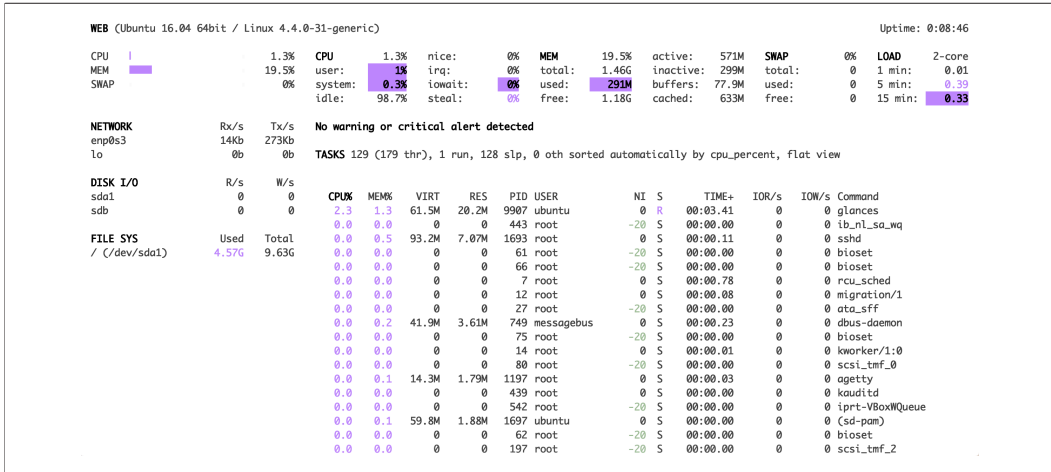 WEB (Ubuntu 16.04 64bit / Linux 4.4.0-31-generic) Uptime: 0:08:46
CPU 1.3% CPU 1.3% nice: 0% MEM 19.5% active: 571M SWAP 0% LOAD 2-core
MEM 19.5% user: 1% irq: 0% total: 1.46G inactive: 299M total: 0 1 min: 0.01
SWAP 0% system: 0.3% iowait: 0% used: 291M buffers: 77.9M used: 0 5 min: 0.39
idle: 98.7% steal: 0% free: 1.18G cached: 633M free: 0 15 min: 0.33
NETWORK Rx/s Tx/s No warning or critical alert detected
enp0s3 14Kb 273Kb
lo 0b 0b TASKS 129 (179 thr), 1 run, 128 slp, 0 oth sorted automatically by cpu_percent, flat view
DISK I/O R/s W/s
sda1 0 0 CPU% MEM% VIRT RES PID USER NI S TIME+ IOR/s IOW/s Command
sdb 0 0 2.3 1.3 61.5M 20.2M 9907 ubuntu 0 R 00:03.41 0 0 glances
0.0 0.0 0 0 443 root -20 S 00:00.00 0 0 ib_nl_sa_wq
FILE SYS Used Total 0.0 0.5 93.2M 7.07M 1693 root 0 S 00:00.11 0 0 sshd
/ (/dev/sda1) 4.57G 9.63G 0.0 0.0 0 0 61 root -20 S 00:00.00 0 0 bioset
0.0 0.0 0 0 66 root -20 S 00:00.00 0 0 bioset
0.0 0.0 0 0 7 root 0 S 00:00.78 0 0 rcu_sched
0.0 0.0 0 0 12 root 0 S 00:00.08 0 0 migration/1
0.0 0.0 0 0 27 root -20 S 00:00.00 0 0 ata_sff
0.0 0.2 41.9M 3.61M 749 messagebus 0 S 00:00.23 0 0 dbus-daemon
0.0 0.0 0 0 75 root -20 S 00:00.00 0 0 bioset
0.0 0.0 0 0 14 root 0 S 00:00.01 0 0 kworker/1:0
0.0 0.0 0 0 80 root -20 S 00:00.00 0 0 scsi_tmf_0
0.0 0.1 14.3M 1.79M 1197 root 0 S 00:00.03 0 0 agetty
0.0 0.0 0 0 439 root 0 S 00:00.00 0 0 kauditd
0.0 0.0 0 0 542 root -20 S 00:00.00 0 0 iprt-VBoxWQueue
0.0 0.1 59.8M 1.88M 1697 ubuntu 0 S 00:00.00 0 0 (sd-pam)
0.0 0.0 0 0 62 root -20 S 00:00.00 0 0 bioset
0.0 0.0 0 0 197 root -20 S 00:00.00 0 0 scsi_tmf_2